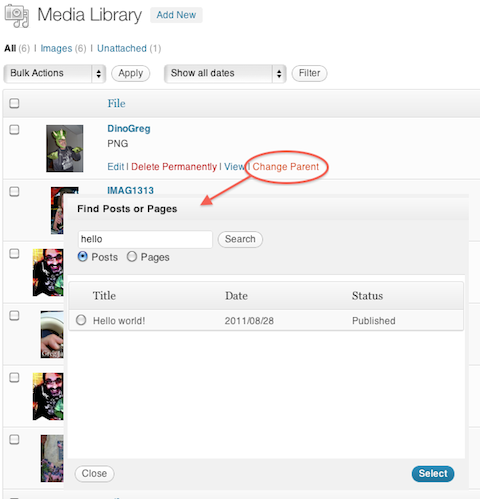 Media Library Add New
All (6) | Images (6) | Unattached (1)
Bulk Actions Apply Show all dates Filter
File
DinoGreg
PNG
Edit | Delete Permanently | View | Change Parent
IMAG1313
Find Posts or Pages
hello Search
Posts Pages
Title Date Status
Hello world! 2011/08/28 Published
Close Select